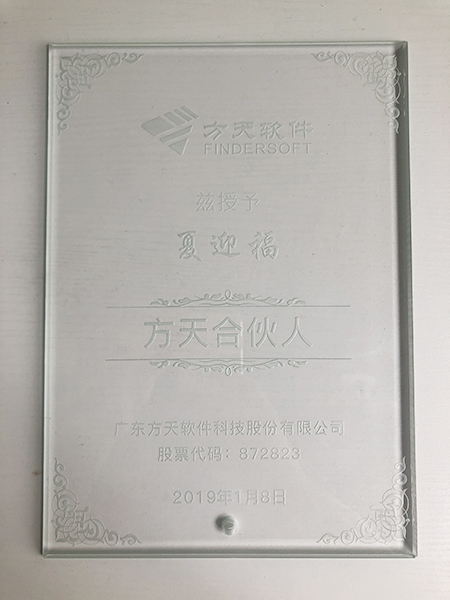 方天软件
FINDERSOFT
兹授予
夏迎福
方天合伙人
广东方天软件科技股份有限公司
股票代码：872823
2019年1月8日